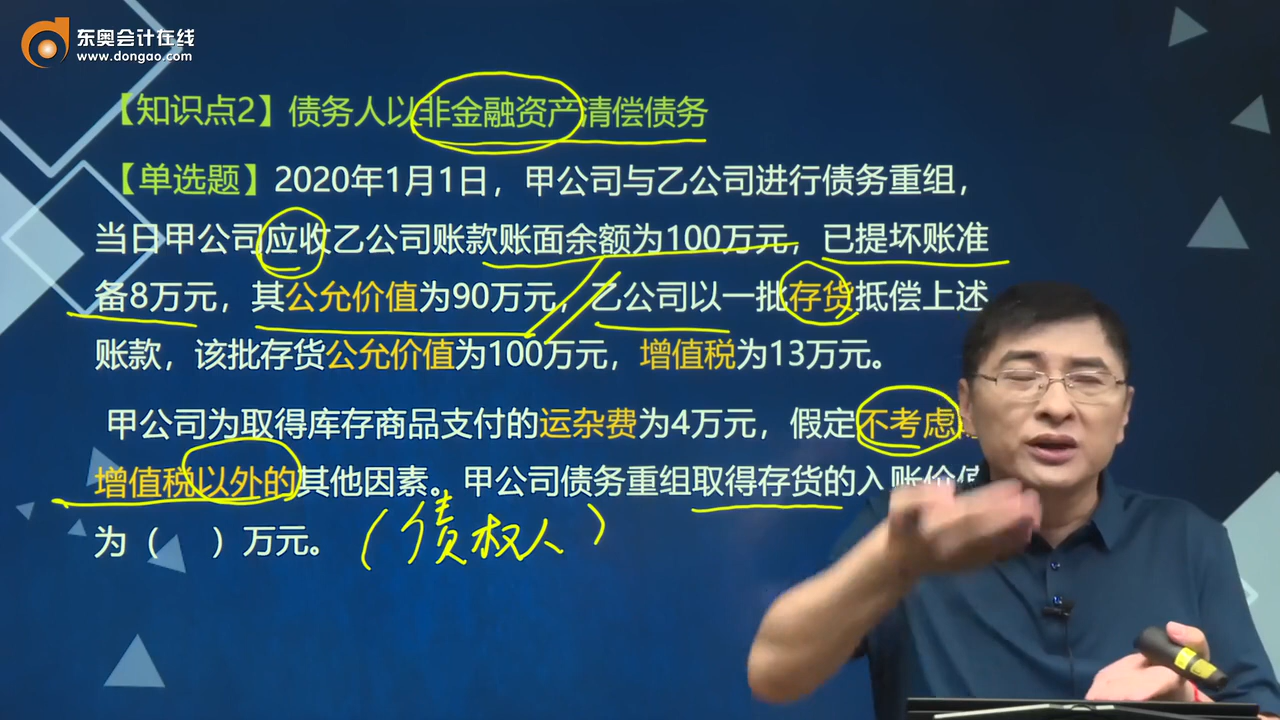 东奥会计在线
www.dongao.com
【知识点2】债务人以非金融资产清偿债务
【单选题】2020年1月1日，甲公司与乙公司进行债务重组，
当日甲公司应收乙公司账款账面余额为100万元，已提坏账准
备8万元，其公允价值为90万元，乙公司以一批存货抵偿上述
账款，该批存货公允价值为100万元，增值税为13万元。
甲公司为取得库存商品支付的运杂费为4万元，假定不考虑
增值税以外的其他因素。甲公司债务重组取得存货的入账价值
为（ ）万元。
（债权人）